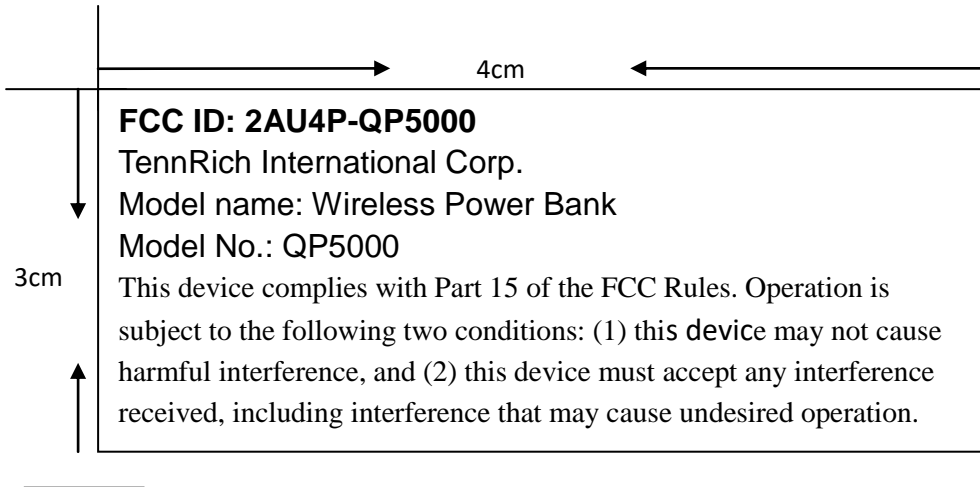 4cm
FCC ID: 2AU4P-QP5000
TennRich International Corp.
Model name: Wireless Power Bank
Model No.: QP5000
3cm
This device complies with Part 15 of the FCC Rules. Operation is
subject to the following two conditions: (1) this device may not cause
harmful interference, and (2) this device must accept any interference
received, including interference that may cause undesired operation.